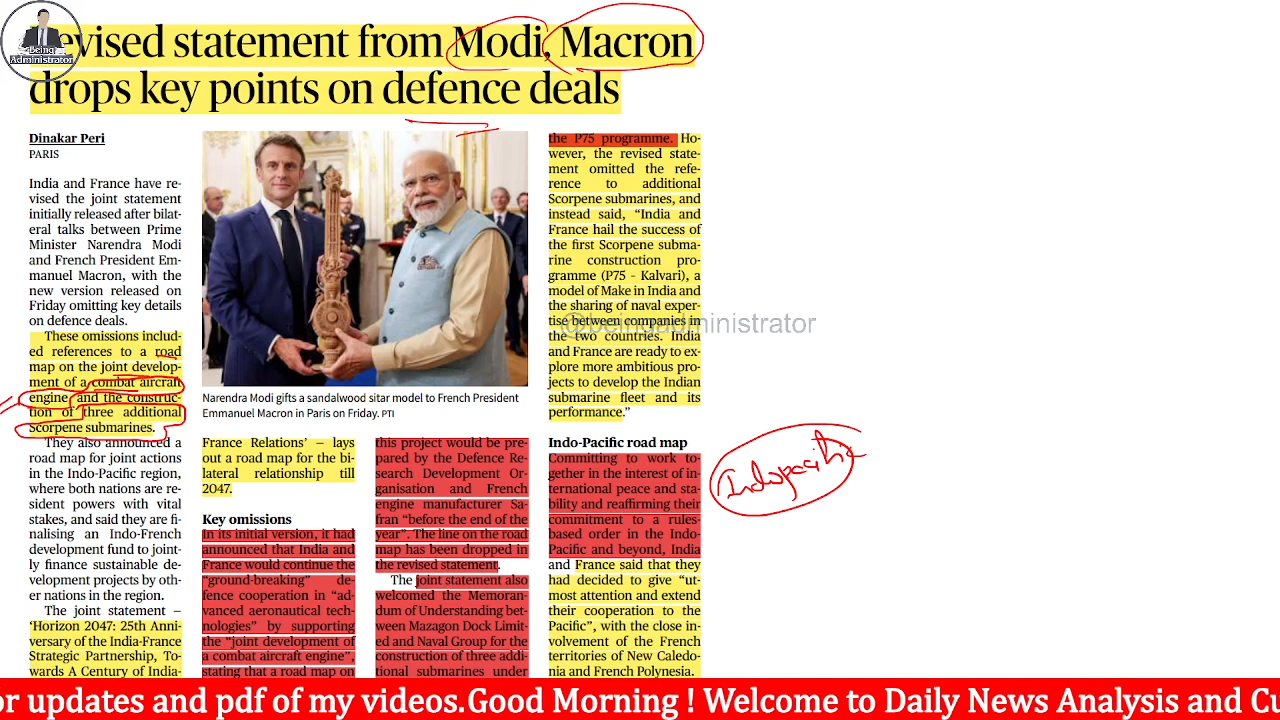 Being
Administrator
evised statement from Modi, Macron
drops key points on defence deals
Dinakar Peri
PARIS
India and France have re-
vised the joint statement
initially released after bilat-
eral talks between Prime
Minister Narendra Modi
and French President Em-
manuel Macron, with the
new version released on
Friday omitting key details
on defence deals.
These omissions includ-
ed references to a road
map on the joint develop-
ment of a combat aircraft
engine and the construc-
tion of three additional
Scorpene submarines.
They also announced a
road map for joint actions
in the Indo-Pacific region,
where both nations are re-
sident powers with vital
stakes, and said they are fi-
nalising an Indo-French
development fund to joint-
ly finance sustainable de-
velopment projects by oth-
er nations in the region.
The joint statement –
‘Horizon 2047: 25th Anni-
versary of the India-France
Strategic Partnership, To-
wards A Century of India-
Narendra Modi gifts a sandalwood sitar model to French President
Emmanuel Macron in Paris on Friday. PTI
France Relations’ – lays
out a road map for the bi-
lateral relationship till
2047.
Key omissions
In its initial version, it had
announced that India and
France would continue the
“ground-breaking” de-
fence cooperation in “ad-
vanced aeronautical tech-
nologies” by supporting
the “joint development of
a combat aircraft engine”,
stating that a road map on
this project would be pre-
pared by the Defence Re-
search Development Or-
ganisation and French
engine manufacturer Sa-
fran “before the end of the
year”. The line on the road
map has been dropped in
the revised statement.
The joint statement also
welcomed the Memoran-
dum of Understanding bet-
ween Mazagon Dock Limit-
ed and Naval Group for the
construction of three addi-
tional submarines under
the P75 programme. Ho-
wever, the revised state-
ment omitted the refe-
rence to additional
Scorpene submarines, and
instead said, “India and
France hail the success of
the first Scorpene subma-
rine construction pro-
gramme (P75 – Kalvari), a
model of Make in India and
the sharing of naval exper-
tise between companies in
the two countries. India
and France are ready to ex-
plore more ambitious pro-
jects to develop the Indian
submarine fleet and its
performance.”
Indo-Pacific road map
Committing to work to-
gether in the interest of in-
ternational peace and sta-
bility and reaffirming their
commitment to a rules-
based order in the Indo-
Pacific and beyond, India
and France said that they
had decided to give “ut-
most attention and extend
their cooperation to the
Pacific”, with the close in-
volvement of the French
territories of New Caledo-
nia and French Polynesia.
@beingadministrator
Indopacific
or updates and pdf of my videos.Good Morning ! Welcome to Daily News Analysis and Cu